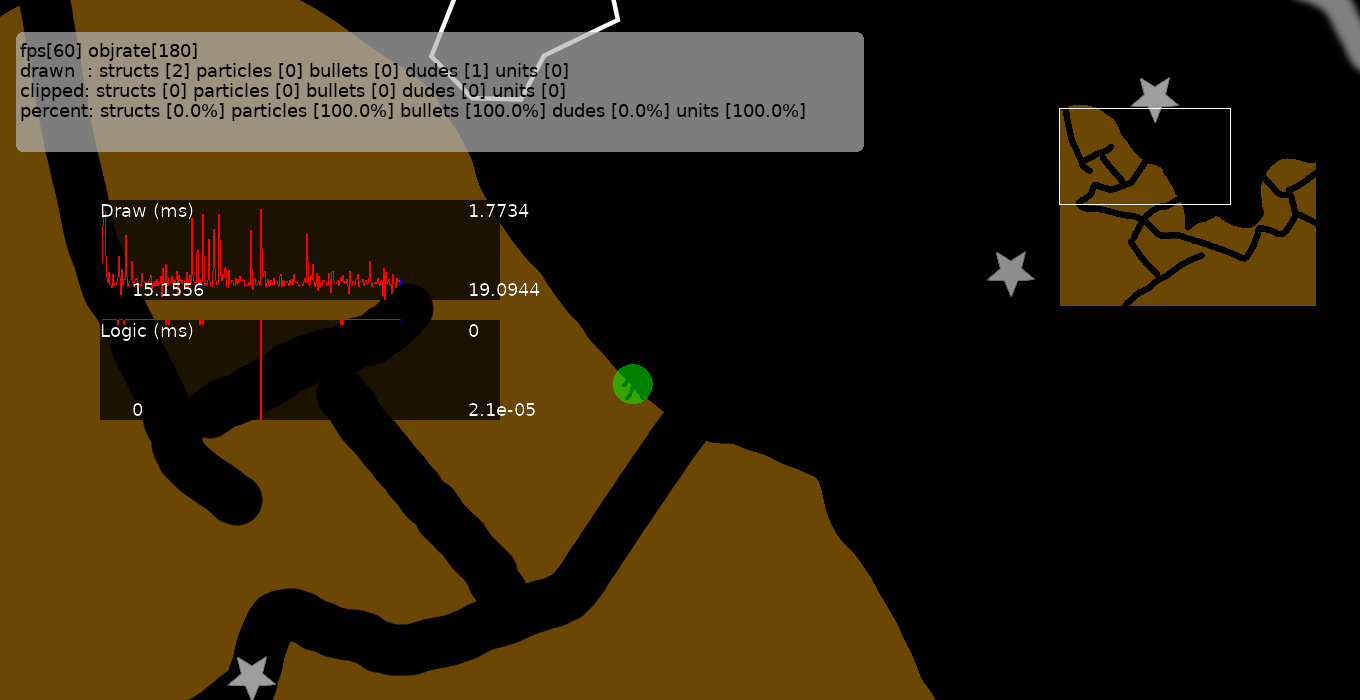 fps[60] objrate[180]
drawn  : structs [2] particles [0] bullets [0] dudes [1] units [0]
clipped: structs [0] particles [0] bullets [0] dudes [0] units [0]
percent: structs [0.0%] particles [100.0%] bullets [100.0%] dudes [0.0%] units [100.0%]
Draw (ms) 1.7734
15.1556 19.0944
Logic (ms) 0
0 2.1e-05